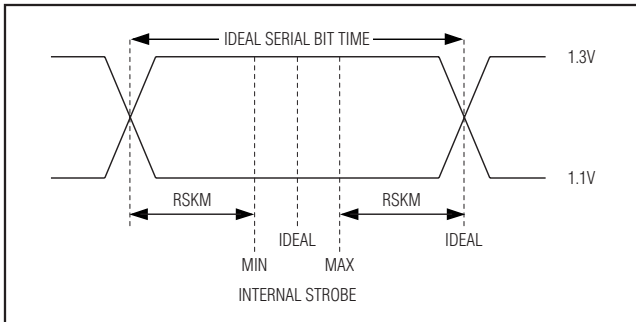 IDEAL SERIAL BIT TIME
1.3V
1.1V
RSKM
RSKM
IDEAL
IDEAL
MIN
MAX
INTERNAL STROBE